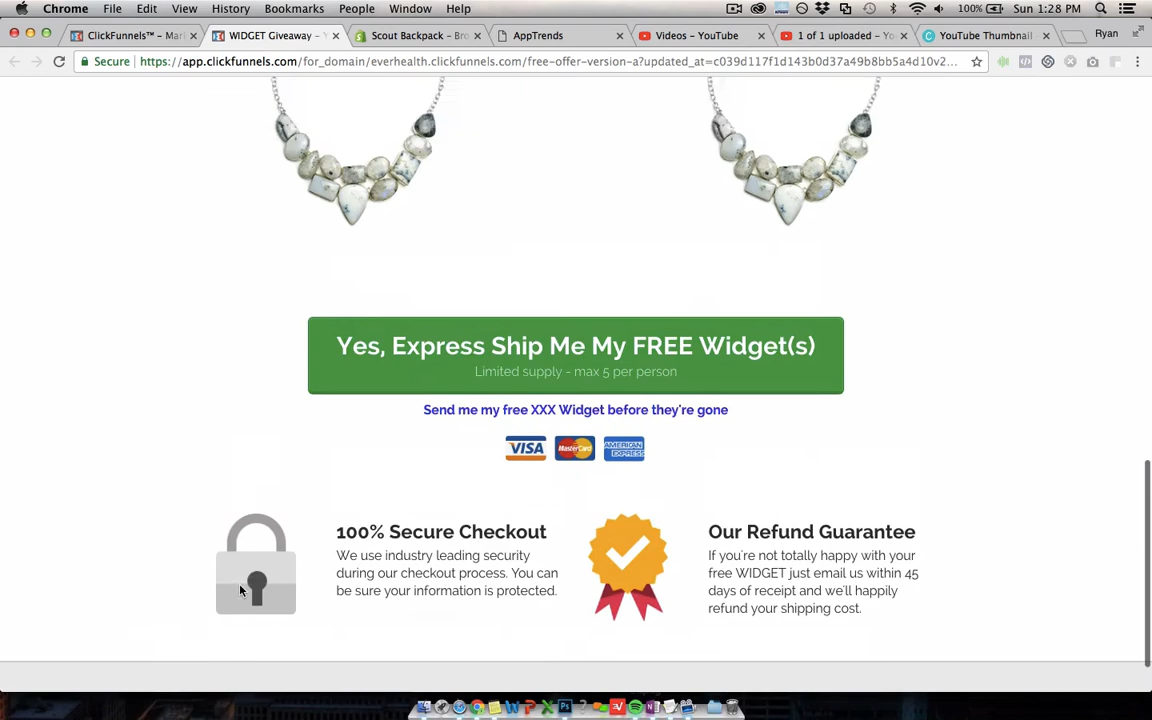 Chrome File Edit View History Bookmarks People Window Help 100% Sun 1:28 PM
ClickFunnels™ – Mar WIDGET Giveaway – Scout Backpack – Bro AppTrends Videos – YouTube 1 of 1 uploaded – Yo YouTube Thumbnail Ryan
Secure https://app.clickfunnels.com/for_domain/everhealth.clickfunnels.com/free-offer-version-a?updated_at=c039d117f1d143b0d37a49b8bb5a4d10v2...
Yes, Express Ship Me My FREE Widget(s)
Limited supply - max 5 per person
Send me my free XXX Widget before they're gone
VISA MasterCard AMERICAN EXPRESS
100% Secure Checkout
We use industry leading security
during our checkout process. You can
be sure your information is protected.
Our Refund Guarantee
If you're not totally happy with your
free WIDGET just email us within 45
days of receipt and we'll happily
refund your shipping cost.